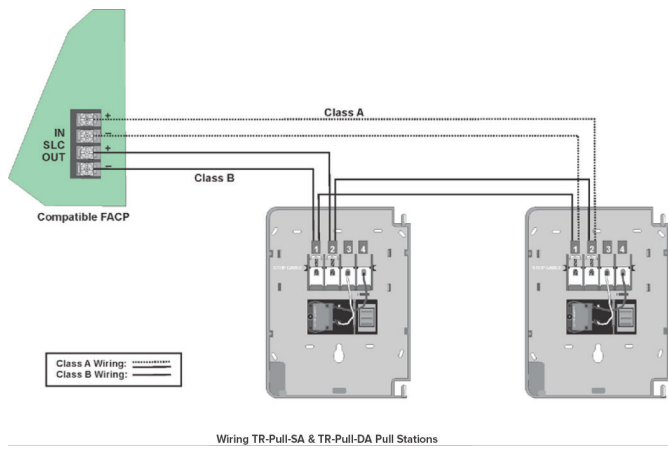 Class A
+
IN
−
SLC
+
OUT
−
Class B
Compatible FACP
1 2 3 4
1 2 3 4
Class A Wiring:
Class B Wiring:
Wiring TR-Pull-SA & TR-Pull-DA Pull Stations